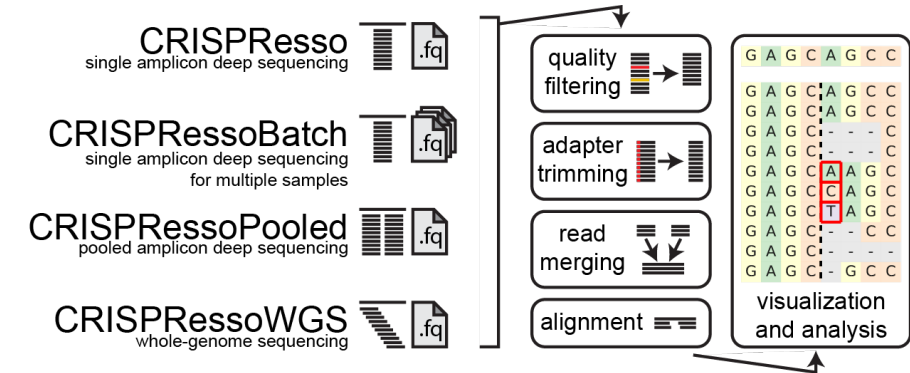 CRISPResso
single amplicon deep sequencing
.fq
CRISPRessoBatch
single amplicon deep sequencing
for multiple samples
.fq
CRISPRessoPooled
pooled amplicon deep sequencing
.fq
CRISPRessoWGS
whole-genome sequencing
.fq
quality
filtering
adapter
trimming
read
merging
alignment
G A G C A G C C
G A G C A G C C
G A G C A G C C
G A G C - - - C
G A G C - - - C
G A G C A A G C
G A G C C A G C
G A G C T A G C
G A G C - - C C
G A G C - - - -
G A G C - G C C
visualization
and analysis